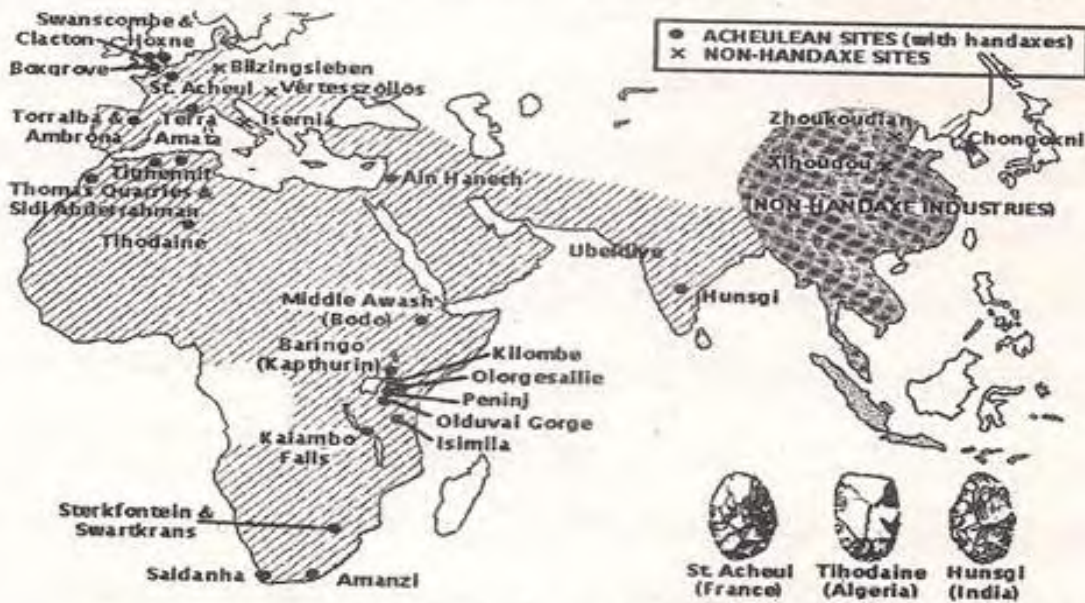 Swanscombe &
Clacton
Hoxne
Boxgrove
Bilzingsleben
St. Acheul
Vértesszöllös
Torralba &
Ambrona
Terra
Amata
Isernia
Thomas Quarries &
Sidi Abderrahman
Tihodaine
Ain Hanech
Ubeidiye
Hunsgi
Middle Awash
(Bodo)
Baringo
(Kapthurin)
Kilombe
Olorgesailie
Peninj
Olduvai Gorge
Isimila
Kalambo
Falls
Sterkfontein &
Swartkrans
Saldanha
Amanzi
● ACHEULEAN SITES (with handaxes)
× NON-HANDAXE SITES
Zhoukoudian
Chongokni
Xihoudou
(NON HANDAXE INDUSTRIES)
St. Acheul
(France)
Tihodaine
(Algeria)
Hunsgi
(India)